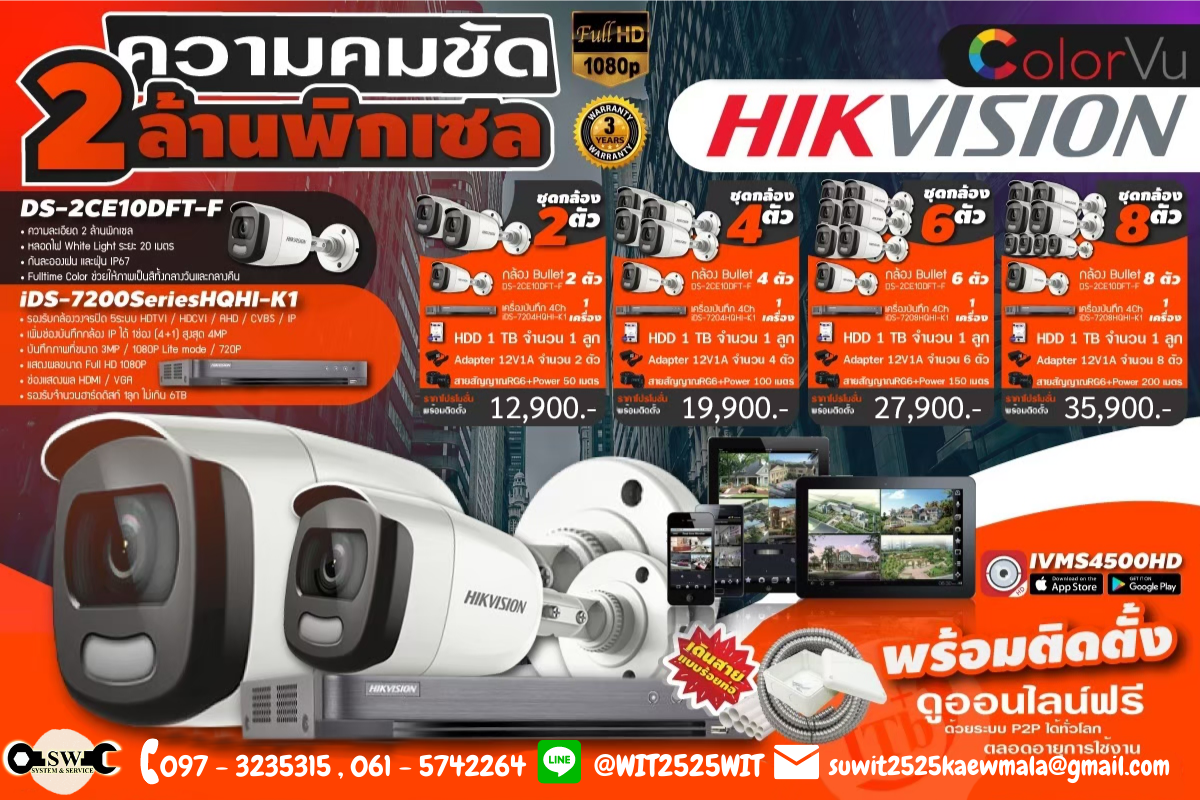 ความคมชัด
2 ล้านพิกเซล
Full HD
1080p
WARRANTY
3
YEARS
WARRANTY
ColorVu
HIKVISION
DS-2CE10DFT-F
• ความละเอียด 2 ล้านพิกเซล
• หลอดไฟ White Light ระยะ 20 เมตร
• กันละอองฝน และฝุ่น IP67
• Fulltime Color ช่วยให้ภาพเป็นสีทั้งกลางวันและกลางคืน
iDS-7200SeriesHQHI-K1
• รองรับกล้องวงจรปิด 5ระบบ HDTVI / HDCVI / AHD / CVBS / IP
• เพิ่มช่องบันทึกกล้อง IP ได้ 1ช่อง (4+1) สูงสุด 4MP
• บันทึกภาพที่ขนาด 3MP / 1080P Lite mode / 720P
• แสดงผลขนาด Full HD 1080P
• ช่องแสดงผล HDMI / VGA
• รองรับจำนวนฮาร์ดดิสก์ 1ลูก ไม่เกิน 6TB
ชุดกล้อง
2 ตัว
กล้อง Bullet 2 ตัว
DS-2CE10DFT-F
เครื่องบันทึก 4Ch 1
iDS-7204HQHI-K1 เครื่อง
HDD 1 TB จำนวน 1 ลูก
Adapter 12V1A จำนวน 2 ตัว
สายสัญญาณRG6+Power 50 เมตร
ราคาโปรโมชั่น
พร้อมติดตั้ง 12,900.-
ชุดกล้อง
4 ตัว
กล้อง Bullet 4 ตัว
DS-2CE10DFT-F
เครื่องบันทึก 4Ch 1
iDS-7204HQHI-K1 เครื่อง
HDD 1 TB จำนวน 1 ลูก
Adapter 12V1A จำนวน 4 ตัว
สายสัญญาณRG6+Power 100 เมตร
ราคาโปรโมชั่น
พร้อมติดตั้ง 19,900.-
ชุดกล้อง
6 ตัว
กล้อง Bullet 6 ตัว
DS-2CE10DFT-F
เครื่องบันทึก 4Ch 1
iDS-7208HQHI-K1 เครื่อง
HDD 1 TB จำนวน 1 ลูก
Adapter 12V1A จำนวน 6 ตัว
สายสัญญาณRG6+Power 150 เมตร
ราคาโปรโมชั่น
พร้อมติดตั้ง 27,900.-
ชุดกล้อง
8 ตัว
กล้อง Bullet 8 ตัว
DS-2CE10DFT-F
เครื่องบันทึก 4Ch 1
iDS-7208HQHI-K1 เครื่อง
HDD 1 TB จำนวน 1 ลูก
Adapter 12V1A จำนวน 8 ตัว
สายสัญญาณRG6+Power 200 เมตร
ราคาโปรโมชั่น
พร้อมติดตั้ง 35,900.-
HIKVISION
HIKVISION
IVMS4500HD
Download on the
App Store
GET IT ON
Google Play
เดินสาย
แบบร้อยท่อ
พร้อมติดตั้ง
ดูออนไลน์ฟรี
ด้วยระบบ P2P ได้ทั่วโลก
ตลอดอายุการใช้งาน
SW
SYSTEM & SERVICE
097 - 3235315 , 061 - 5742264
LINE
@WIT2525WIT
suwit2525kaewmala@gmail.com